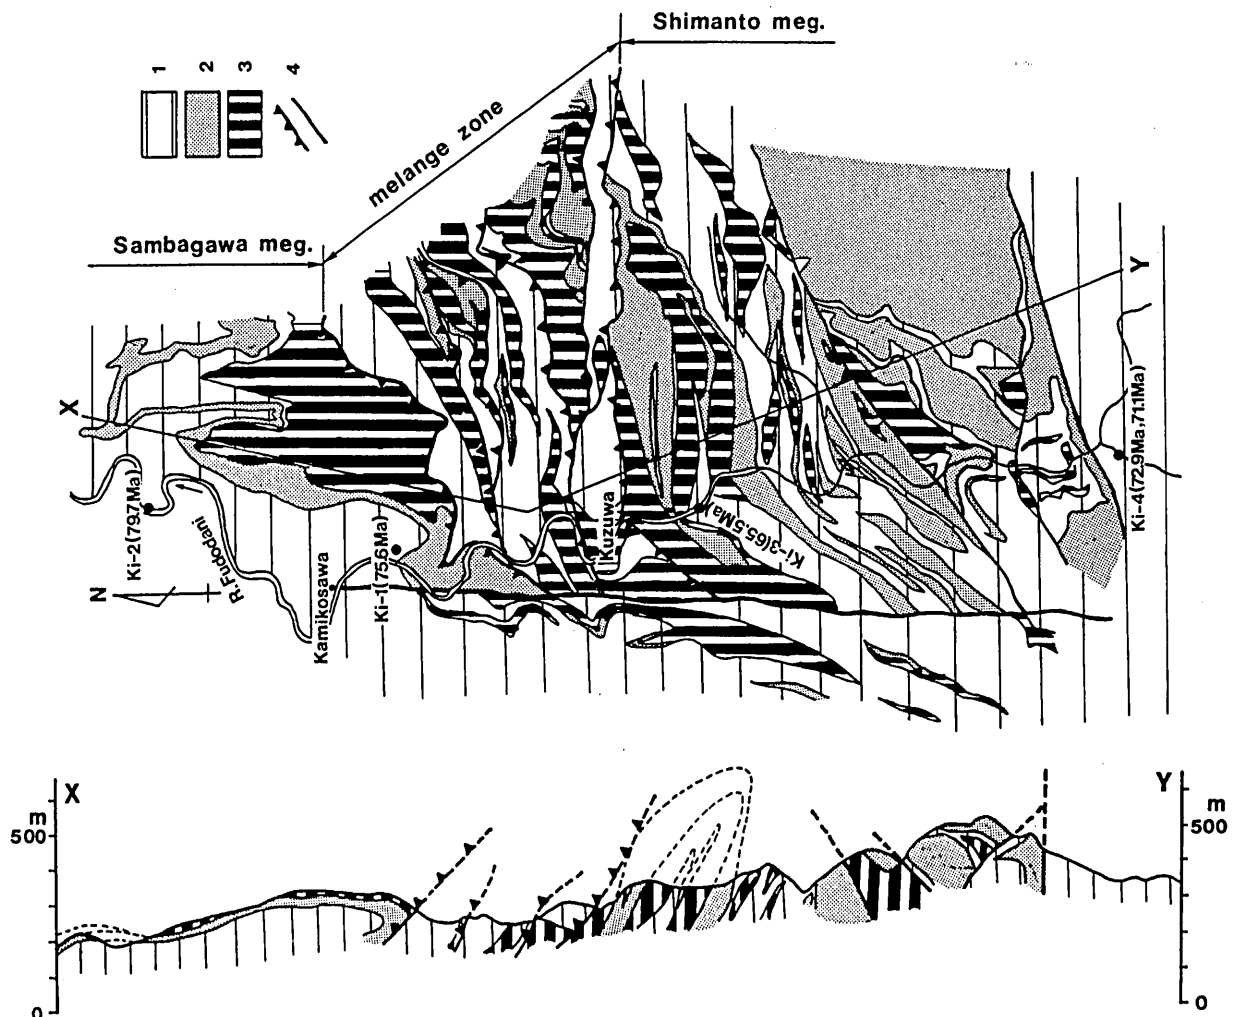 Shimanto meg.
melange zone
Sambagawa meg.
1
2
3
4
X
Y
N
Ki-2(79.7Ma)
R. Fudodani
Kamikosawa
Ki-1(75.6Ma)
Kuzuwa
Ki-3(65.5Ma)
Ki-4(72.9Ma,71.1Ma)
X
Y
m
500
0
m
500
0